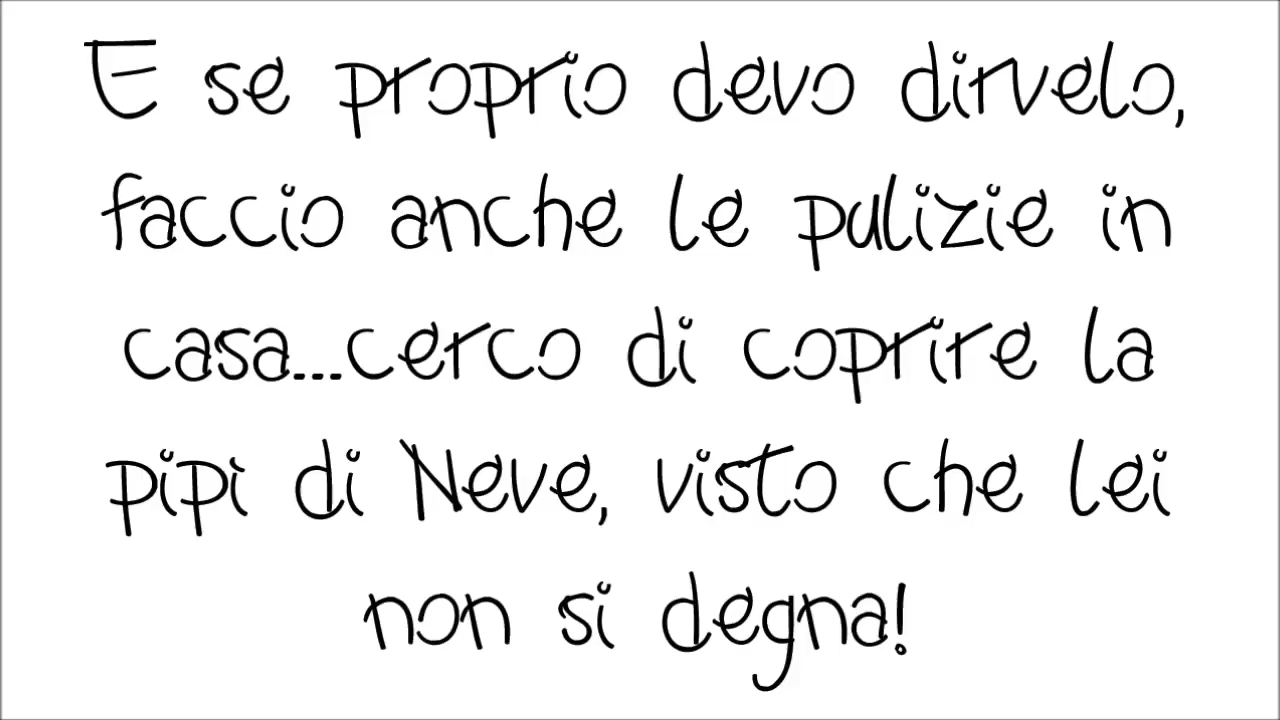 E se proprio devo dirvelo,
faccio anche le pulizie in
casa...cerco di coprire la
pipì di Neve, visto che lei
non si degna!